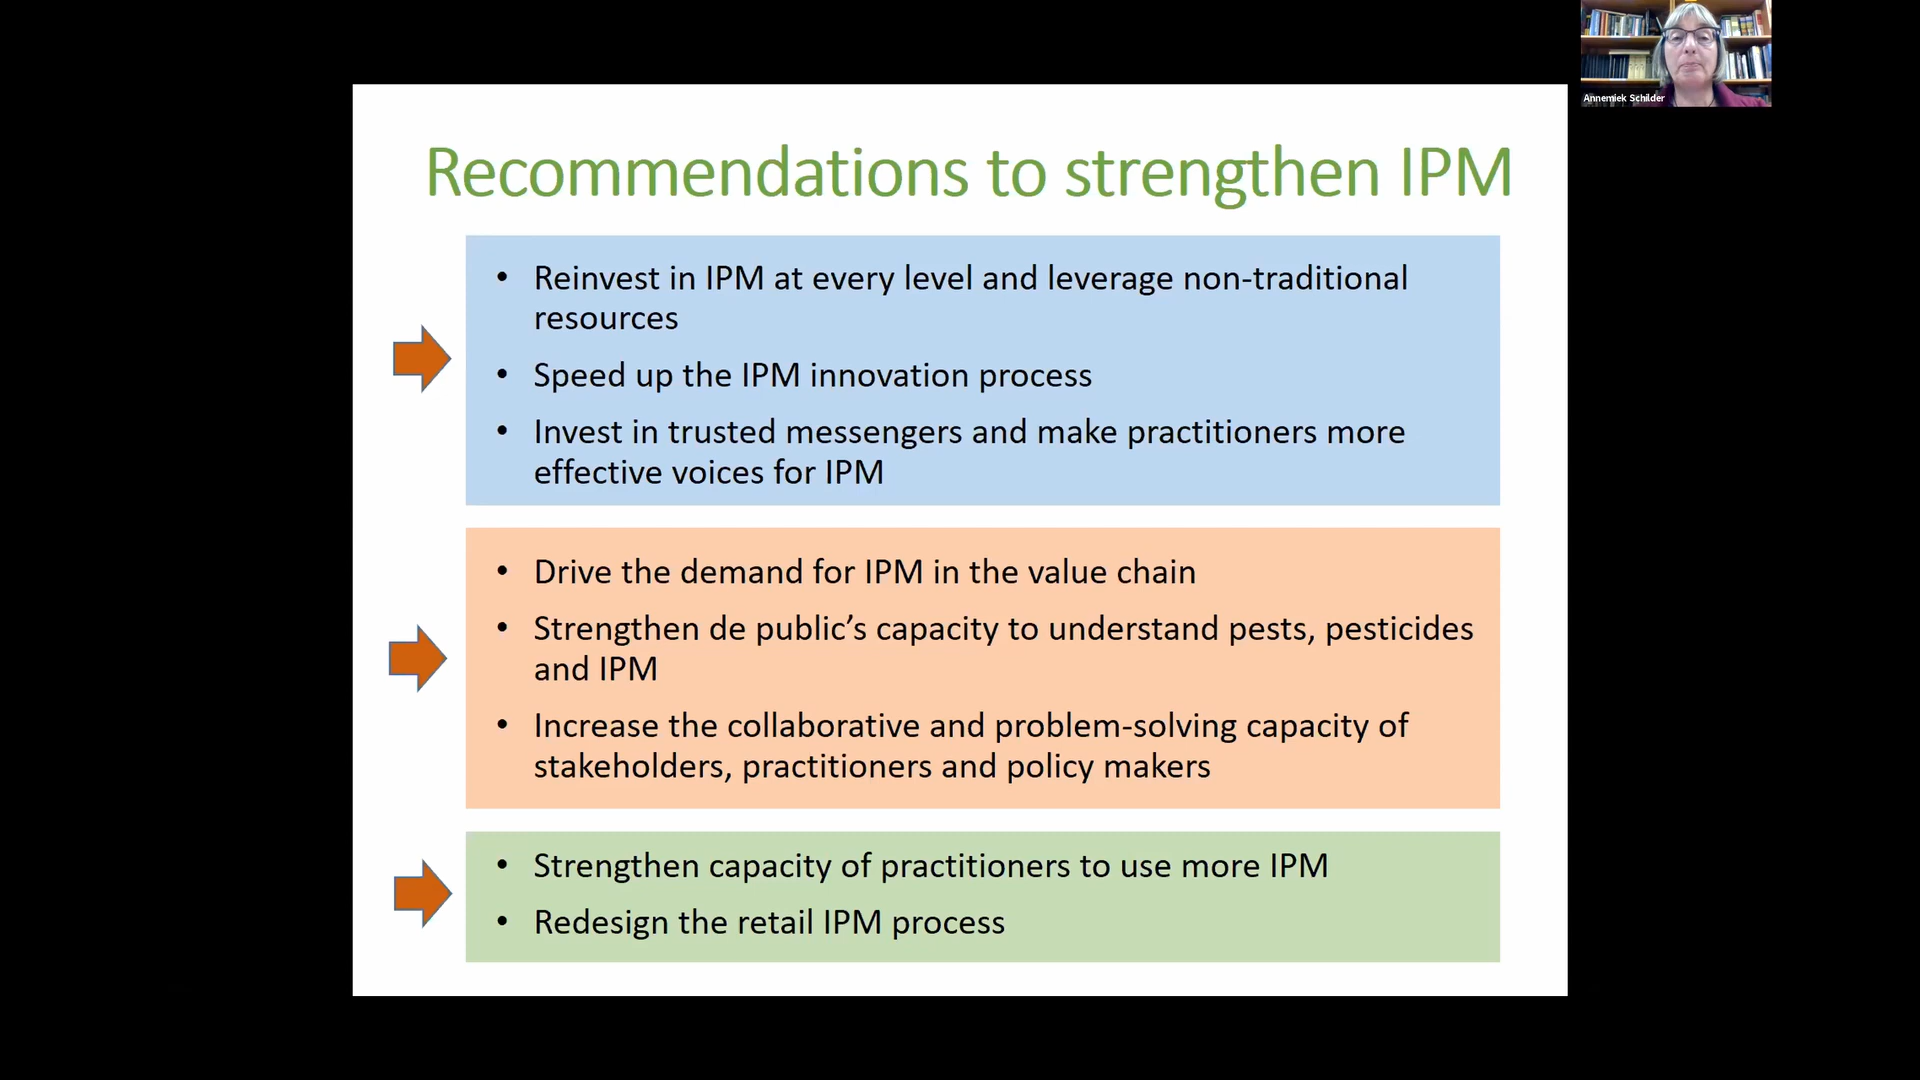 Annemiek Schilder
Recommendations to strengthen IPM
• Reinvest in IPM at every level and leverage non-traditional
resources
• Speed up the IPM innovation process
• Invest in trusted messengers and make practitioners more
effective voices for IPM
• Drive the demand for IPM in the value chain
• Strengthen de public’s capacity to understand pests, pesticides
and IPM
• Increase the collaborative and problem-solving capacity of
stakeholders, practitioners and policy makers
• Strengthen capacity of practitioners to use more IPM
• Redesign the retail IPM process